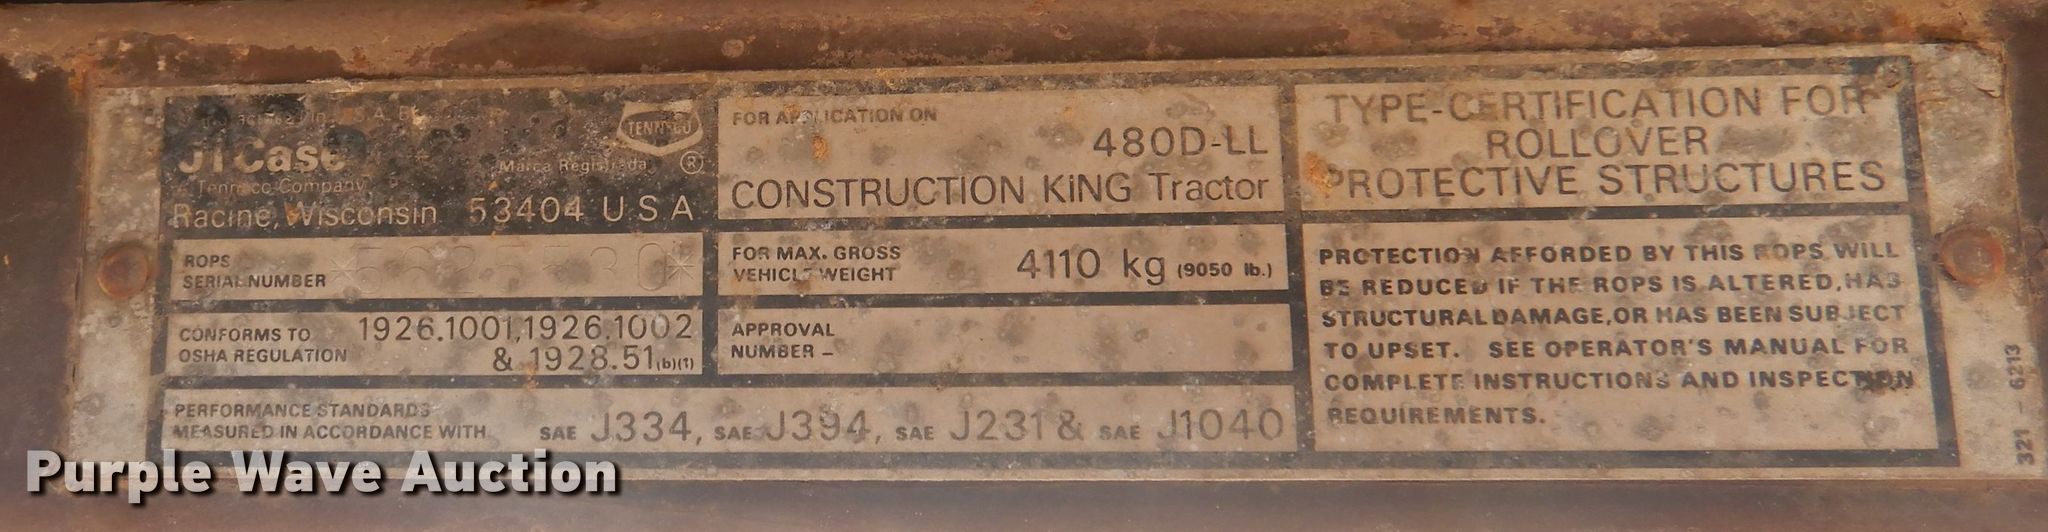 TENNECO
JI Case
Marca Registrada ®
A Tenneco Company
Racine, Wisconsin 53404 U S A
ROPS
SERIAL NUMBER
CONFORMS TO
OSHA REGULATION
1926.1001,1926.1002
& 1928.51(b)(1)
PERFORMANCE STANDARDS
MEASURED IN ACCORDANCE WITH
SAE J334, SAE J394, SAE J231 & SAE J1040
FOR APPLICATION ON
480D-LL
CONSTRUCTION KING Tractor
FOR MAX. GROSS
VEHICLE WEIGHT
4110 kg (9050 lb.)
APPROVAL
NUMBER –
TYPE-CERTIFICATION FOR
ROLLOVER
PROTECTIVE STRUCTURES
PROTECTION AFFORDED BY THIS ROPS WILL
BE REDUCED IF THE ROPS IS ALTERED, HAS
STRUCTURAL DAMAGE, OR HAS BEEN SUBJECT
TO UPSET. SEE OPERATOR'S MANUAL FOR
COMPLETE INSTRUCTIONS AND INSPECTION
REQUIREMENTS.
321 – 6213
Purple Wave Auction